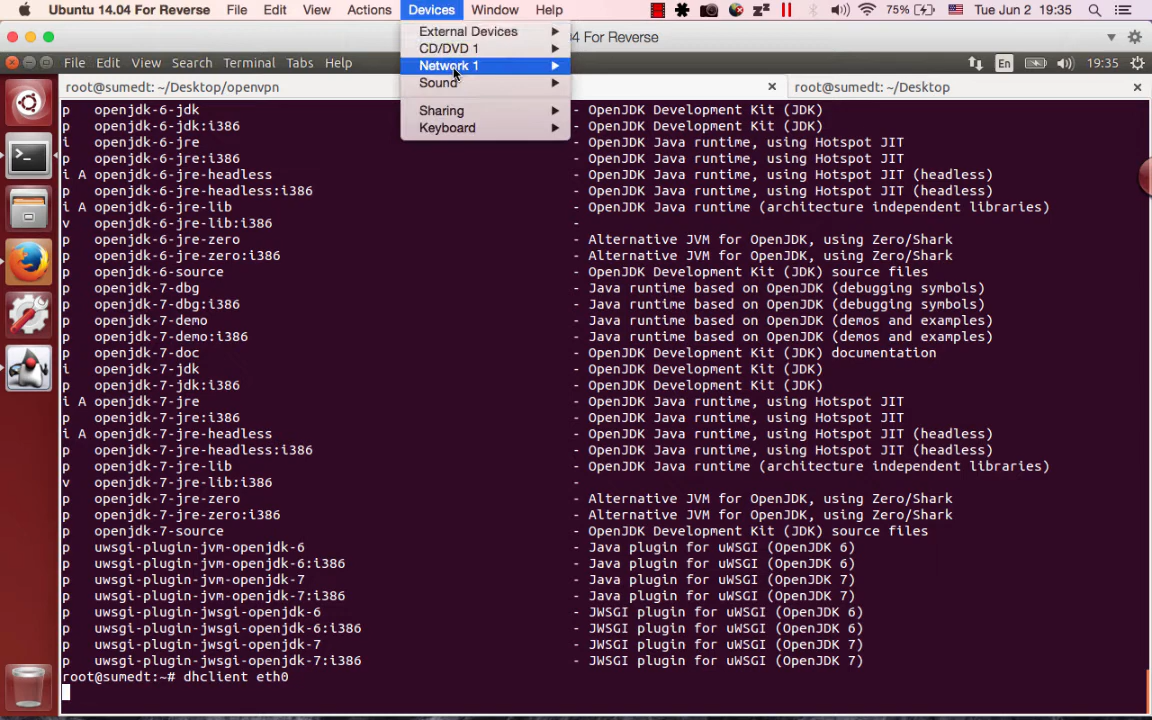 Ubuntu 14.04 For Reverse File Edit View Actions Devices Window Help 75% Tue Jun 2 19:35
External Devices
CD/DVD 1
Network 1
Sound
Sharing
Keyboard
.04 For Reverse
File Edit View Search Terminal Tabs Help En 19:35
root@sumedt: ~/Desktop/openvpn × root@sumedt: ~/Desktop ×
p openjdk-6-jdk - OpenJDK Development Kit (JDK)
p openjdk-6-jdk:i386 - OpenJDK Development Kit (JDK)
i openjdk-6-jre - OpenJDK Java runtime, using Hotspot JIT
p openjdk-6-jre:i386 - OpenJDK Java runtime, using Hotspot JIT
i A openjdk-6-jre-headless - OpenJDK Java runtime, using Hotspot JIT (headless)
p openjdk-6-jre-headless:i386 - OpenJDK Java runtime, using Hotspot JIT (headless)
i A openjdk-6-jre-lib - OpenJDK Java runtime (architecture independent libraries)
v openjdk-6-jre-lib:i386 -
p openjdk-6-jre-zero - Alternative JVM for OpenJDK, using Zero/Shark
p openjdk-6-jre-zero:i386 - Alternative JVM for OpenJDK, using Zero/Shark
p openjdk-6-source - OpenJDK Development Kit (JDK) source files
p openjdk-7-dbg - Java runtime based on OpenJDK (debugging symbols)
p openjdk-7-dbg:i386 - Java runtime based on OpenJDK (debugging symbols)
p openjdk-7-demo - Java runtime based on OpenJDK (demos and examples)
p openjdk-7-demo:i386 - Java runtime based on OpenJDK (demos and examples)
p openjdk-7-doc - OpenJDK Development Kit (JDK) documentation
i openjdk-7-jdk - OpenJDK Development Kit (JDK)
p openjdk-7-jdk:i386 - OpenJDK Development Kit (JDK)
i A openjdk-7-jre - OpenJDK Java runtime, using Hotspot JIT
p openjdk-7-jre:i386 - OpenJDK Java runtime, using Hotspot JIT
i A openjdk-7-jre-headless - OpenJDK Java runtime, using Hotspot JIT (headless)
p openjdk-7-jre-headless:i386 - OpenJDK Java runtime, using Hotspot JIT (headless)
p openjdk-7-jre-lib - OpenJDK Java runtime (architecture independent libraries)
v openjdk-7-jre-lib:i386 -
p openjdk-7-jre-zero - Alternative JVM for OpenJDK, using Zero/Shark
p openjdk-7-jre-zero:i386 - Alternative JVM for OpenJDK, using Zero/Shark
p openjdk-7-source - OpenJDK Development Kit (JDK) source files
p uwsgi-plugin-jvm-openjdk-6 - Java plugin for uWSGI (OpenJDK 6)
p uwsgi-plugin-jvm-openjdk-6:i386 - Java plugin for uWSGI (OpenJDK 6)
p uwsgi-plugin-jvm-openjdk-7 - Java plugin for uWSGI (OpenJDK 7)
p uwsgi-plugin-jvm-openjdk-7:i386 - Java plugin for uWSGI (OpenJDK 7)
p uwsgi-plugin-jwsgi-openjdk-6 - JWSGI plugin for uWSGI (OpenJDK 6)
p uwsgi-plugin-jwsgi-openjdk-6:i386 - JWSGI plugin for uWSGI (OpenJDK 6)
p uwsgi-plugin-jwsgi-openjdk-7 - JWSGI plugin for uWSGI (OpenJDK 7)
p uwsgi-plugin-jwsgi-openjdk-7:i386 - JWSGI plugin for uWSGI (OpenJDK 7)
root@sumedt:~# dhclient eth0